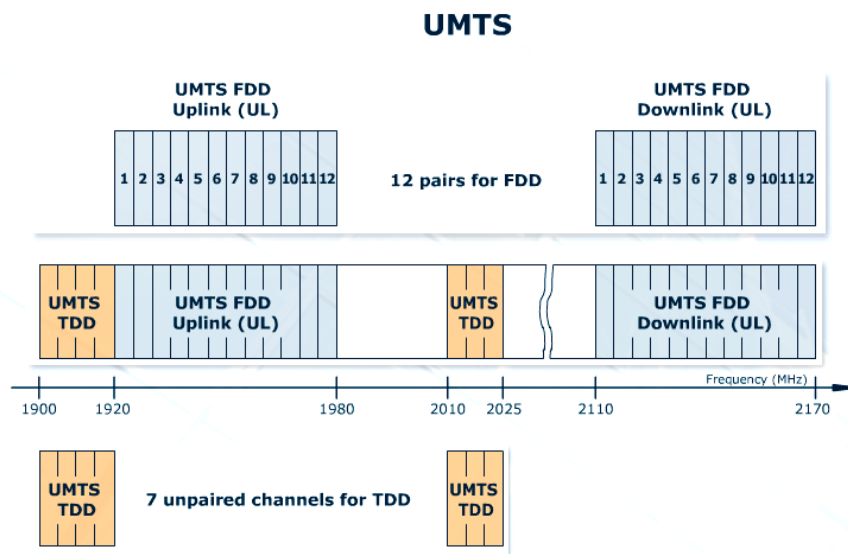 UMTS
UMTS FDD
Uplink (UL)
UMTS FDD
Downlink (UL)
1 2 3 4 5 6 7 8 9 10 11 12
12 pairs for FDD
1 2 3 4 5 6 7 8 9 10 11 12
UMTS
TDD
UMTS FDD
Uplink (UL)
UMTS
TDD
UMTS FDD
Downlink (UL)
Frequency (MHz)
1900 1920 1980 2010 2025 2110 2170
UMTS
TDD
7 unpaired channels for TDD
UMTS
TDD